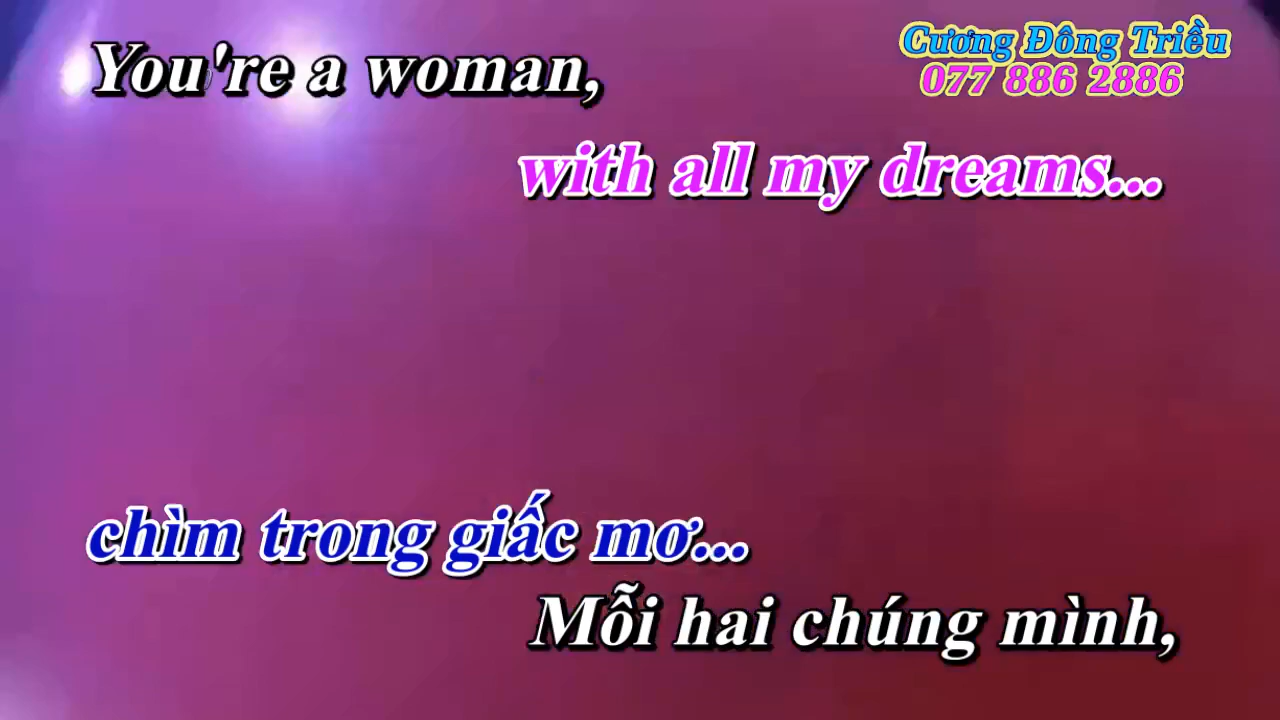 Cương Đông Triều
077 886 2886
You're a woman,
with all my dreams...
chìm trong giấc mơ...
Mỗi hai chúng mình,